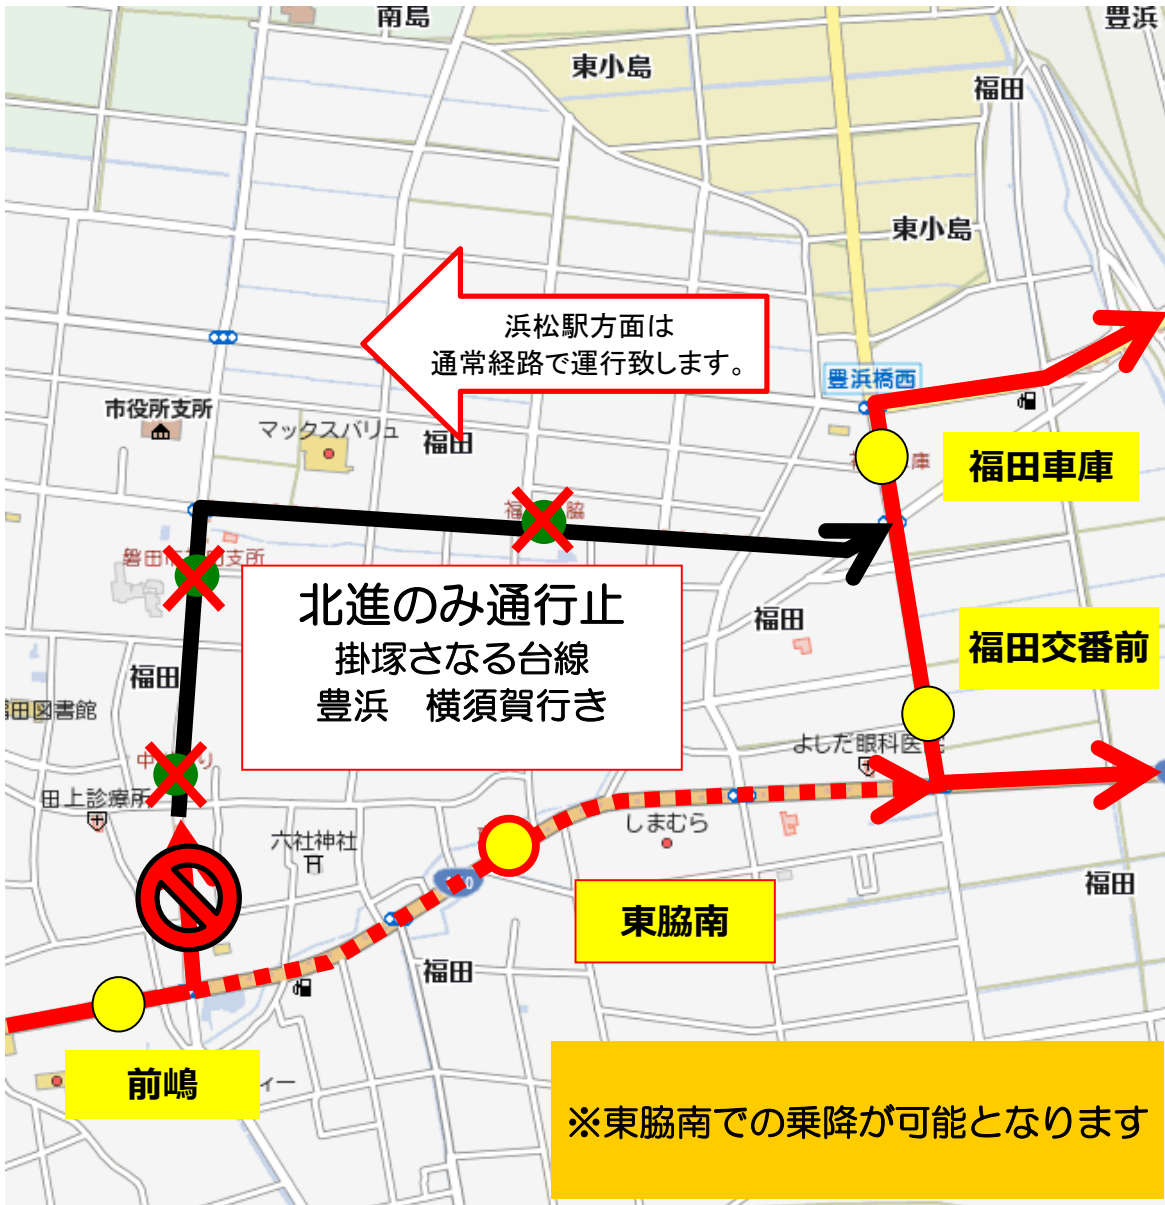 南島
豊浜
東小島
福田
東小島
浜松駅方面は
通常経路で運行致します。
豊浜橋西
市役所支所
マックスバリュ
福田
福田車庫
北進のみ通行止
掛塚さなる台線
豊浜 横須賀行き
福田
福田交番前
福田
田図書館
よしだ眼科医院
田上診療所
六社神社
しまむら
東脇南
福田
福田
前嶋
ィー
※東脇南での乗降が可能となります